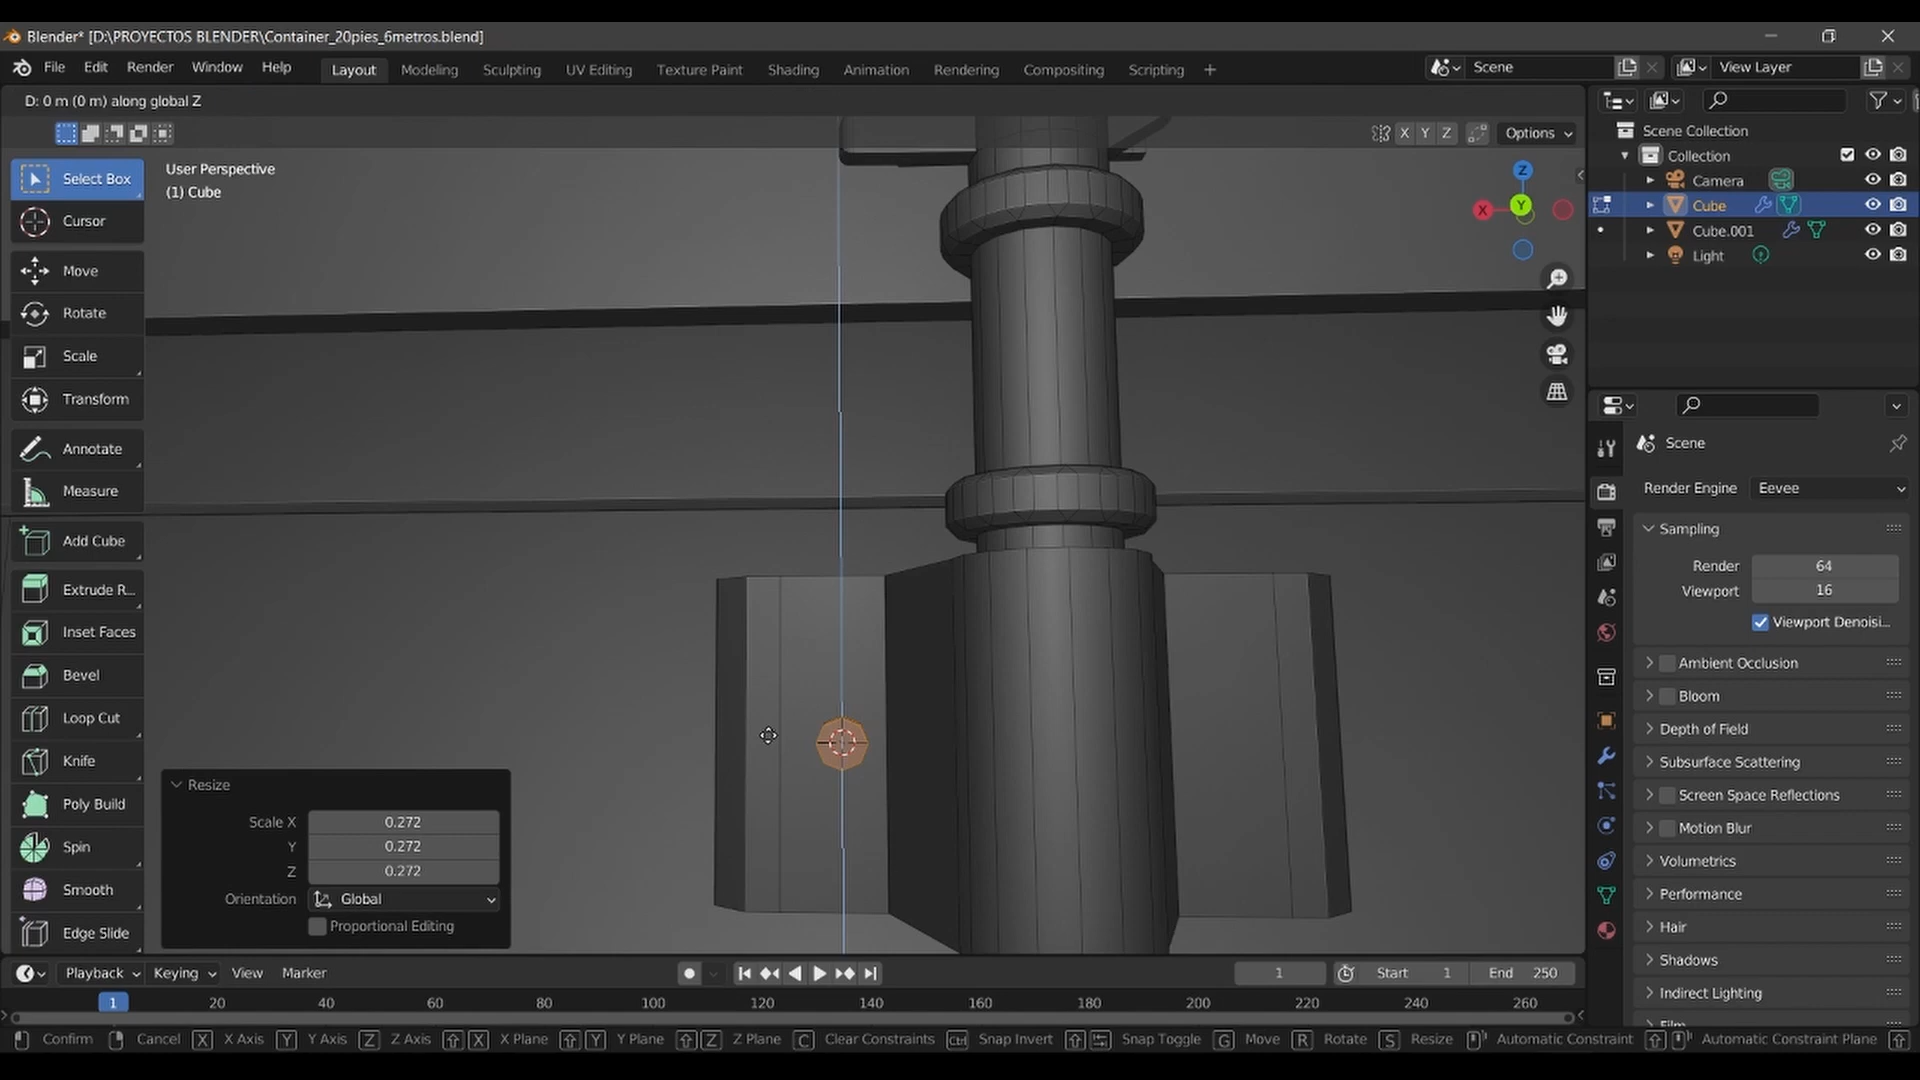 Blender* [D:\PROYECTOS BLENDER\Container_20pies_6metros.blend]
File Edit Render Window Help Layout Modeling Sculpting UV Editing Texture Paint Shading Animation Rendering Compositing Scripting + Scene View Layer
D: 0 m (0 m) along global Z
X Y Z Options
User Perspective
(1) Cube
Select Box
Cursor
Move
Rotate
Scale
Transform
Annotate
Measure
Add Cube
Extrude R...
Inset Faces
Bevel
Loop Cut
Knife
Poly Build
Spin
Smooth
Edge Slide
Z
X
Y
Resize
Scale X 0.272
Y 0.272
Z 0.272
Orientation Global
Proportional Editing
Scene Collection
Collection
Camera
Cube
Cube.001
Light
Scene
Render Engine Eevee
Sampling
Render 64
Viewport 16
Viewport Denoisi...
Ambient Occlusion
Bloom
Depth of Field
Subsurface Scattering
Screen Space Reflections
Motion Blur
Volumetrics
Performance
Hair
Shadows
Indirect Lighting
Film
Playback Keying View Marker 1 Start 1 End 250
1 20 40 60 80 100 120 140 160 180 200 220 240 260
Confirm Cancel X X Axis Y Y Axis Z Z Axis X X Plane Y Y Plane Z Z Plane C Clear Constraints Ctrl Snap Invert Snap Toggle G Move R Rotate S Resize Automatic Constraint Automatic Constraint Plane